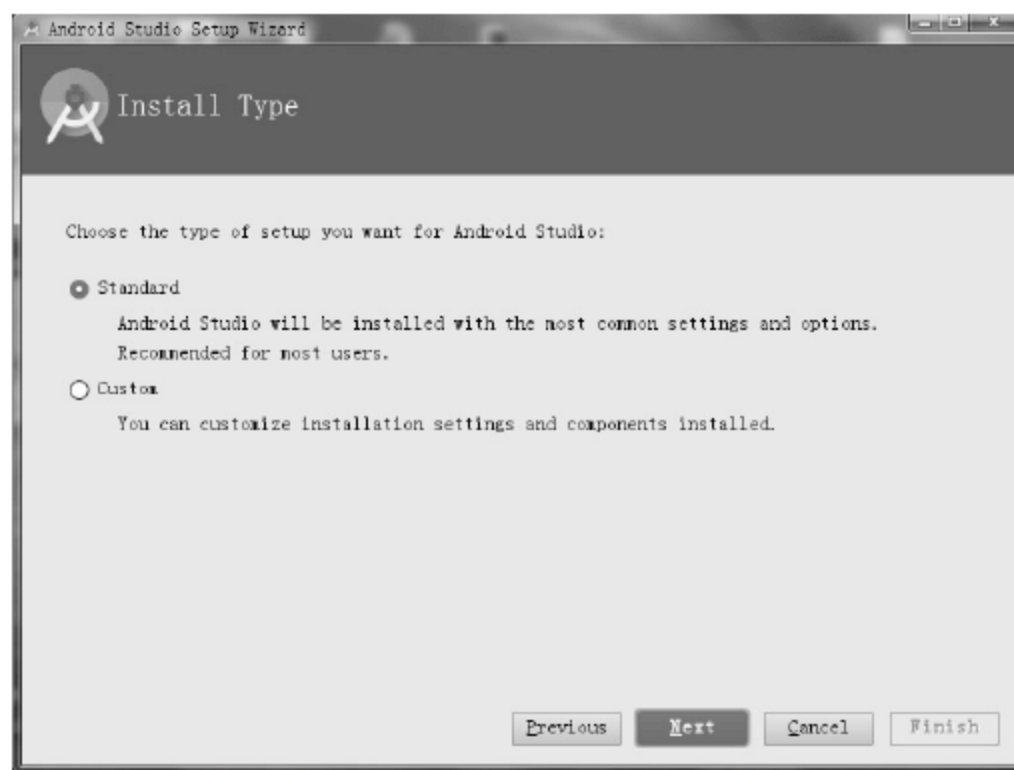 Android Studio Setup Wizard
Install Type
Choose the type of setup you want for Android Studio:
Standard
Android Studio will be installed with the most common settings and options.
Recommended for most users.
Custom
You can customize installation settings and components installed.
Previous
Next
Cancel
Finish